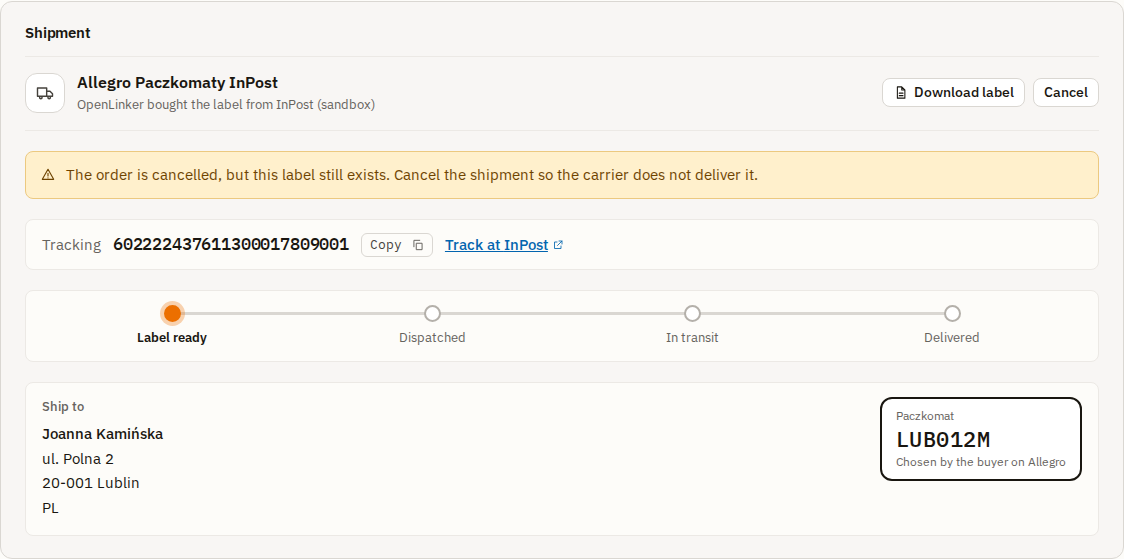 Shipment
Allegro Paczkomaty InPost
OpenLinker bought the label from InPost (sandbox)
Download label
Cancel
The order is cancelled, but this label still exists. Cancel the shipment so the carrier does not deliver it.
Tracking 602222437611300017809001 Copy Track at InPost
Label ready
Dispatched
In transit
Delivered
Ship to
Joanna Kamińska
ul. Polna 2
20-001 Lublin
PL
Paczkomat
LUB012M
Chosen by the buyer on Allegro